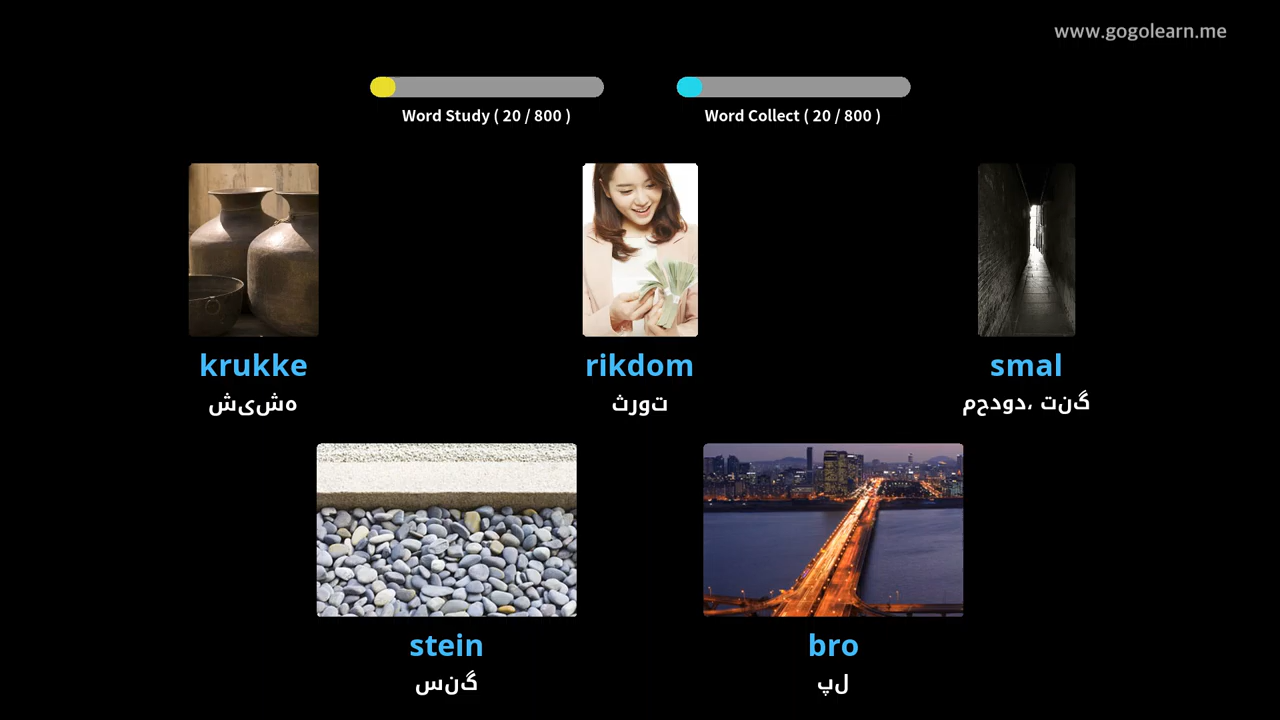 www.gogolearn.me
Word Study ( 20 / 800 )
Word Collect ( 20 / 800 )
krukke
شیشه
rikdom
ثروت
smal
محدود، تنگ
stein
سنگ
bro
پل